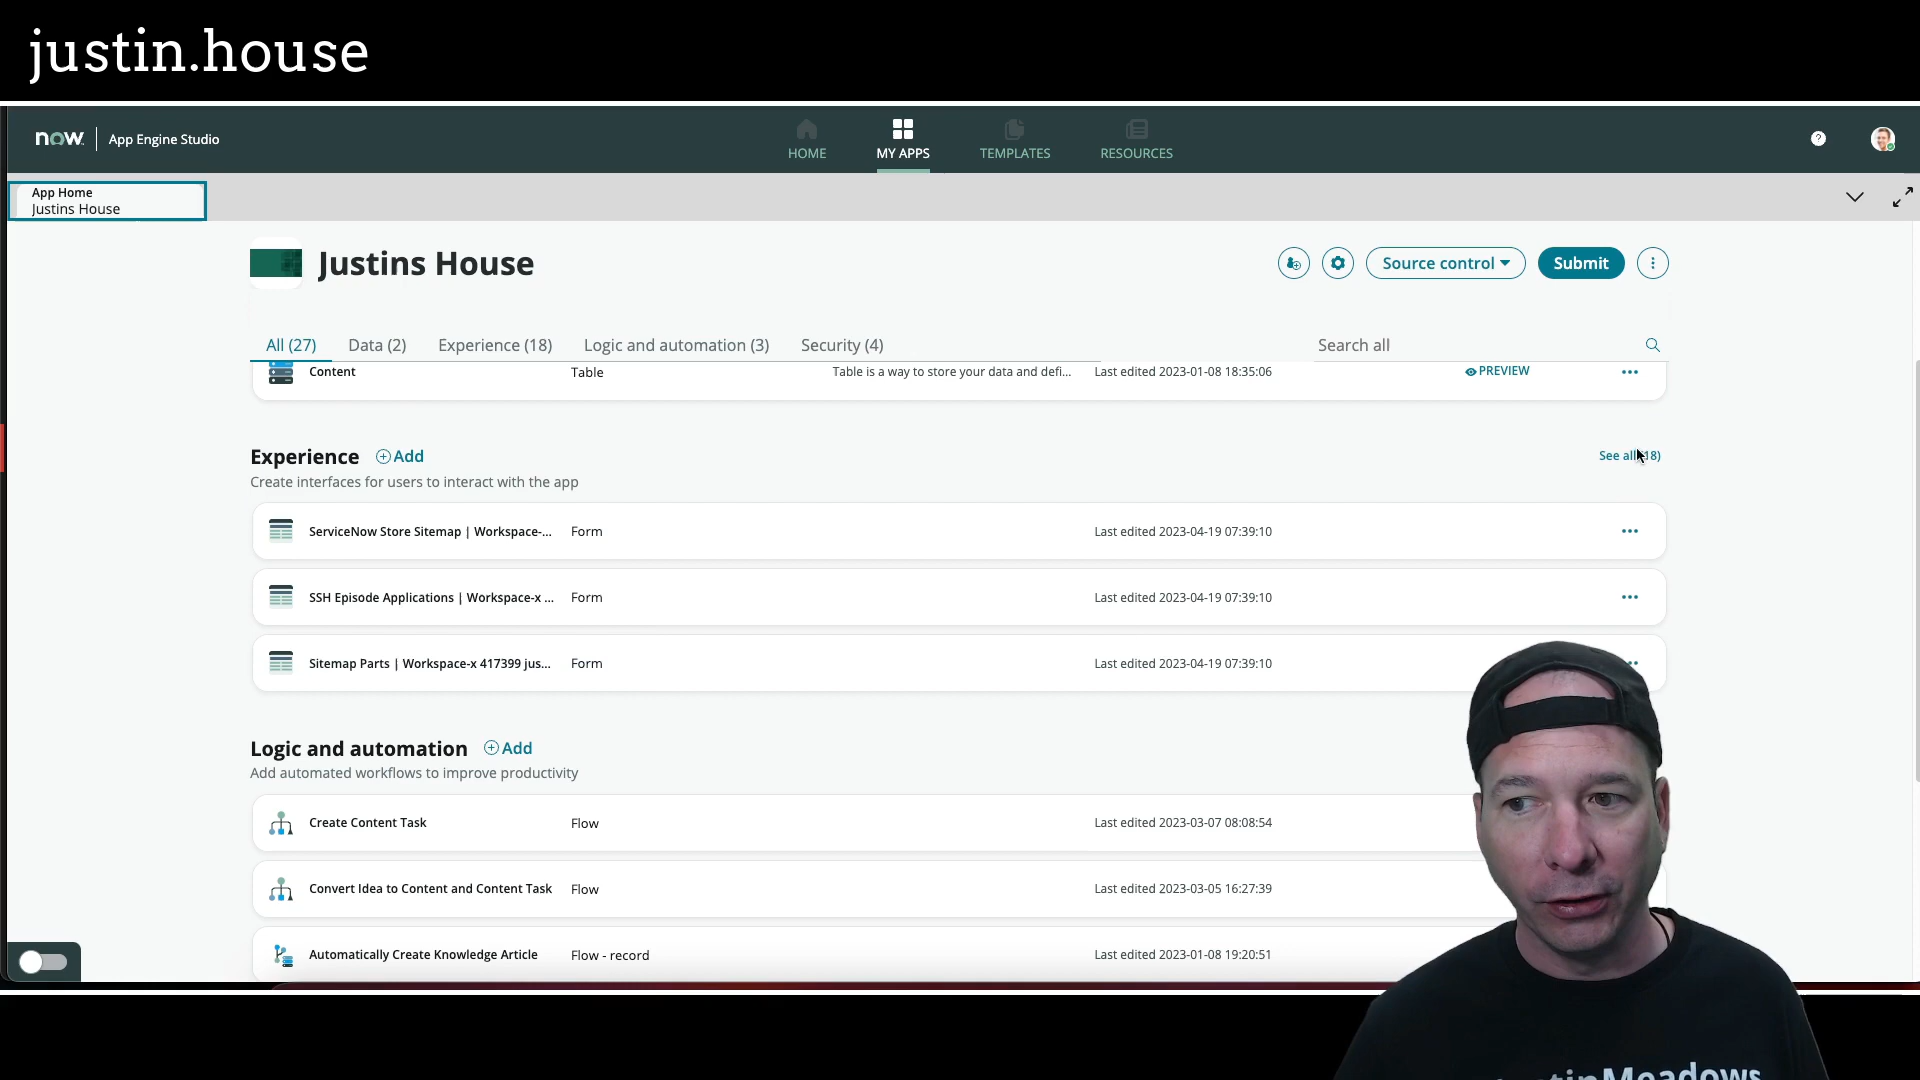 justin.house
now. App Engine Studio
HOME
MY APPS
TEMPLATES
RESOURCES
?
App Home
Justins House
Justins House
Source control
Submit
All (27) Data (2) Experience (18) Logic and automation (3) Security (4) Search all
Content Table Table is a way to store your data and defi... Last edited 2023-01-08 18:35:06 PREVIEW
Experience Add See all 18)
Create interfaces for users to interact with the app
ServiceNow Store Sitemap | Workspace-... Form Last edited 2023-04-19 07:39:10
SSH Episode Applications | Workspace-x ... Form Last edited 2023-04-19 07:39:10
Sitemap Parts | Workspace-x 417399 jus... Form Last edited 2023-04-19 07:39:10
Logic and automation Add
Add automated workflows to improve productivity
Create Content Task Flow Last edited 2023-03-07 08:08:54
Convert Idea to Content and Content Task Flow Last edited 2023-03-05 16:27:39
Automatically Create Knowledge Article Flow - record Last edited 2023-01-08 19:20:51